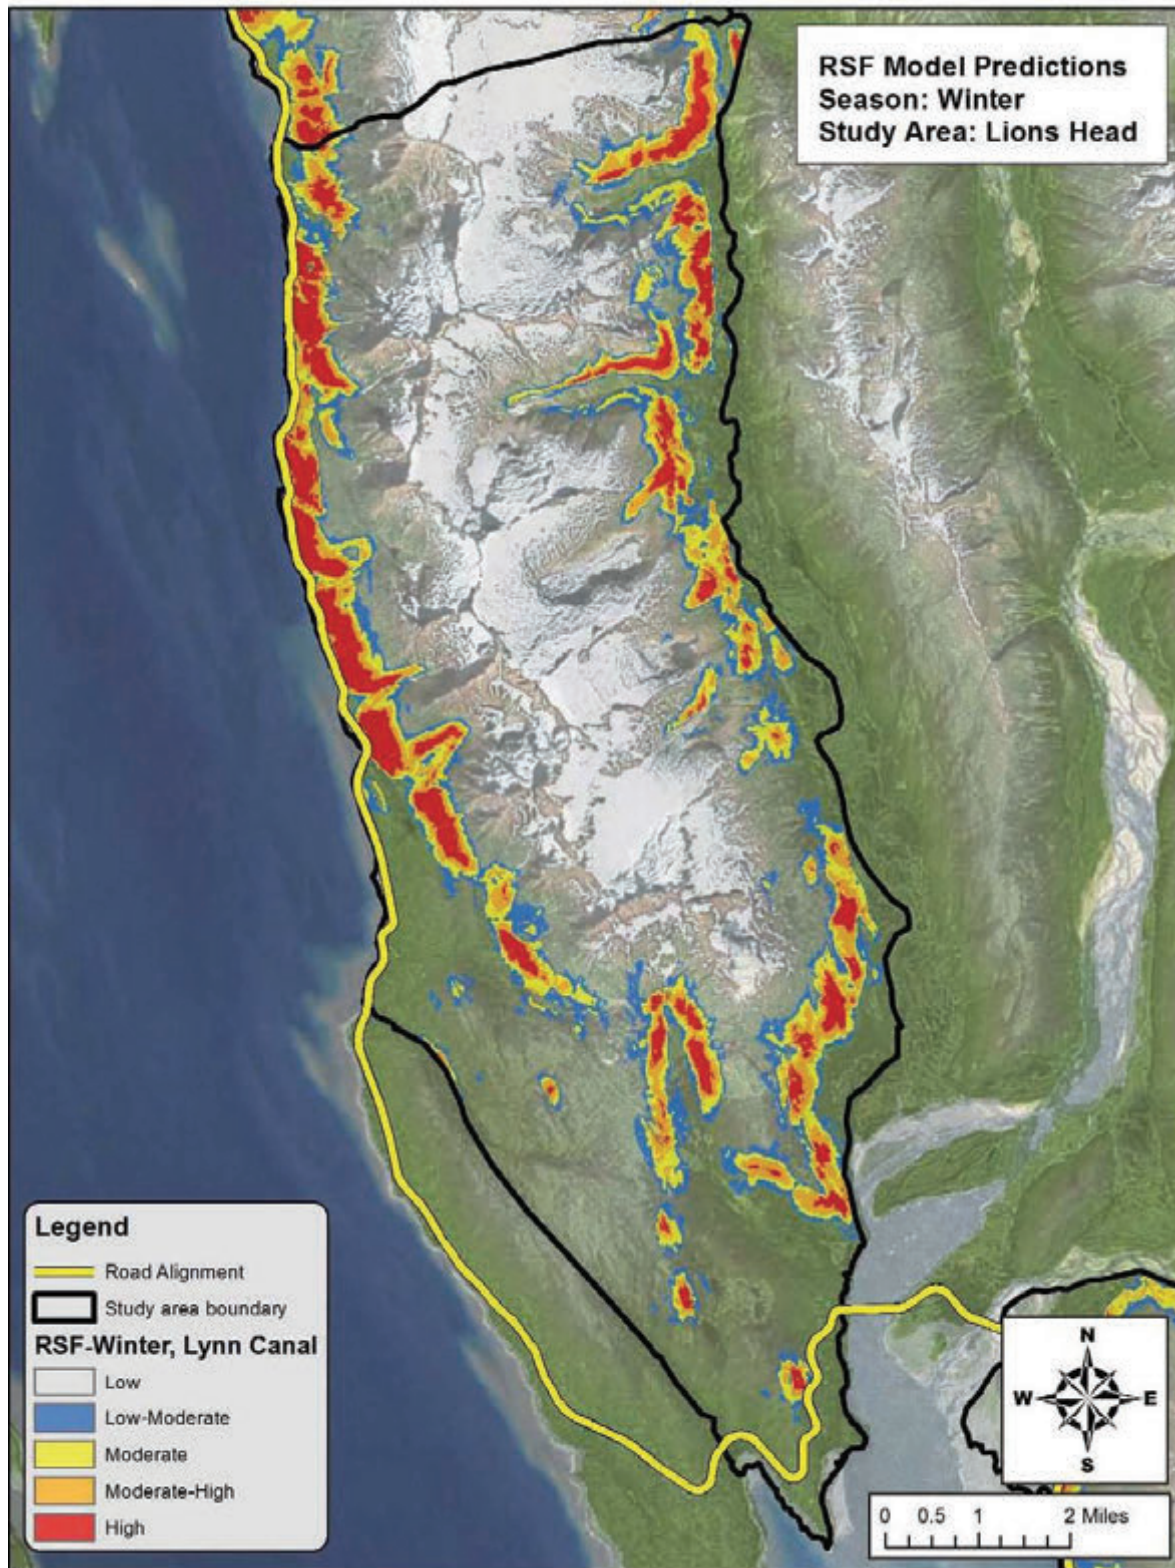 RSF Model Predictions
Season: Winter
Study Area: Lions Head
Legend
Road Alignment
Study area boundary
RSF-Winter, Lynn Canal
Low
Low-Moderate
Moderate
Moderate-High
High
N
W E
S
0 0.5 1 2 Miles